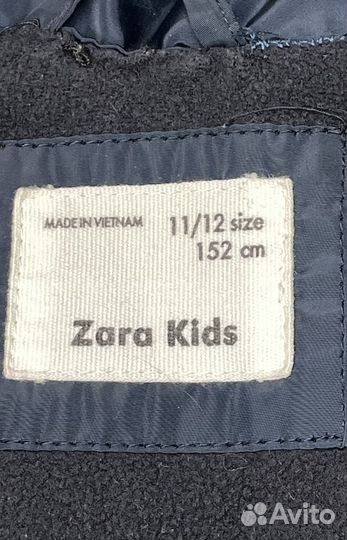 MADE IN VIETNAM 11/12 size
152 cm
Zara Kids
Avito